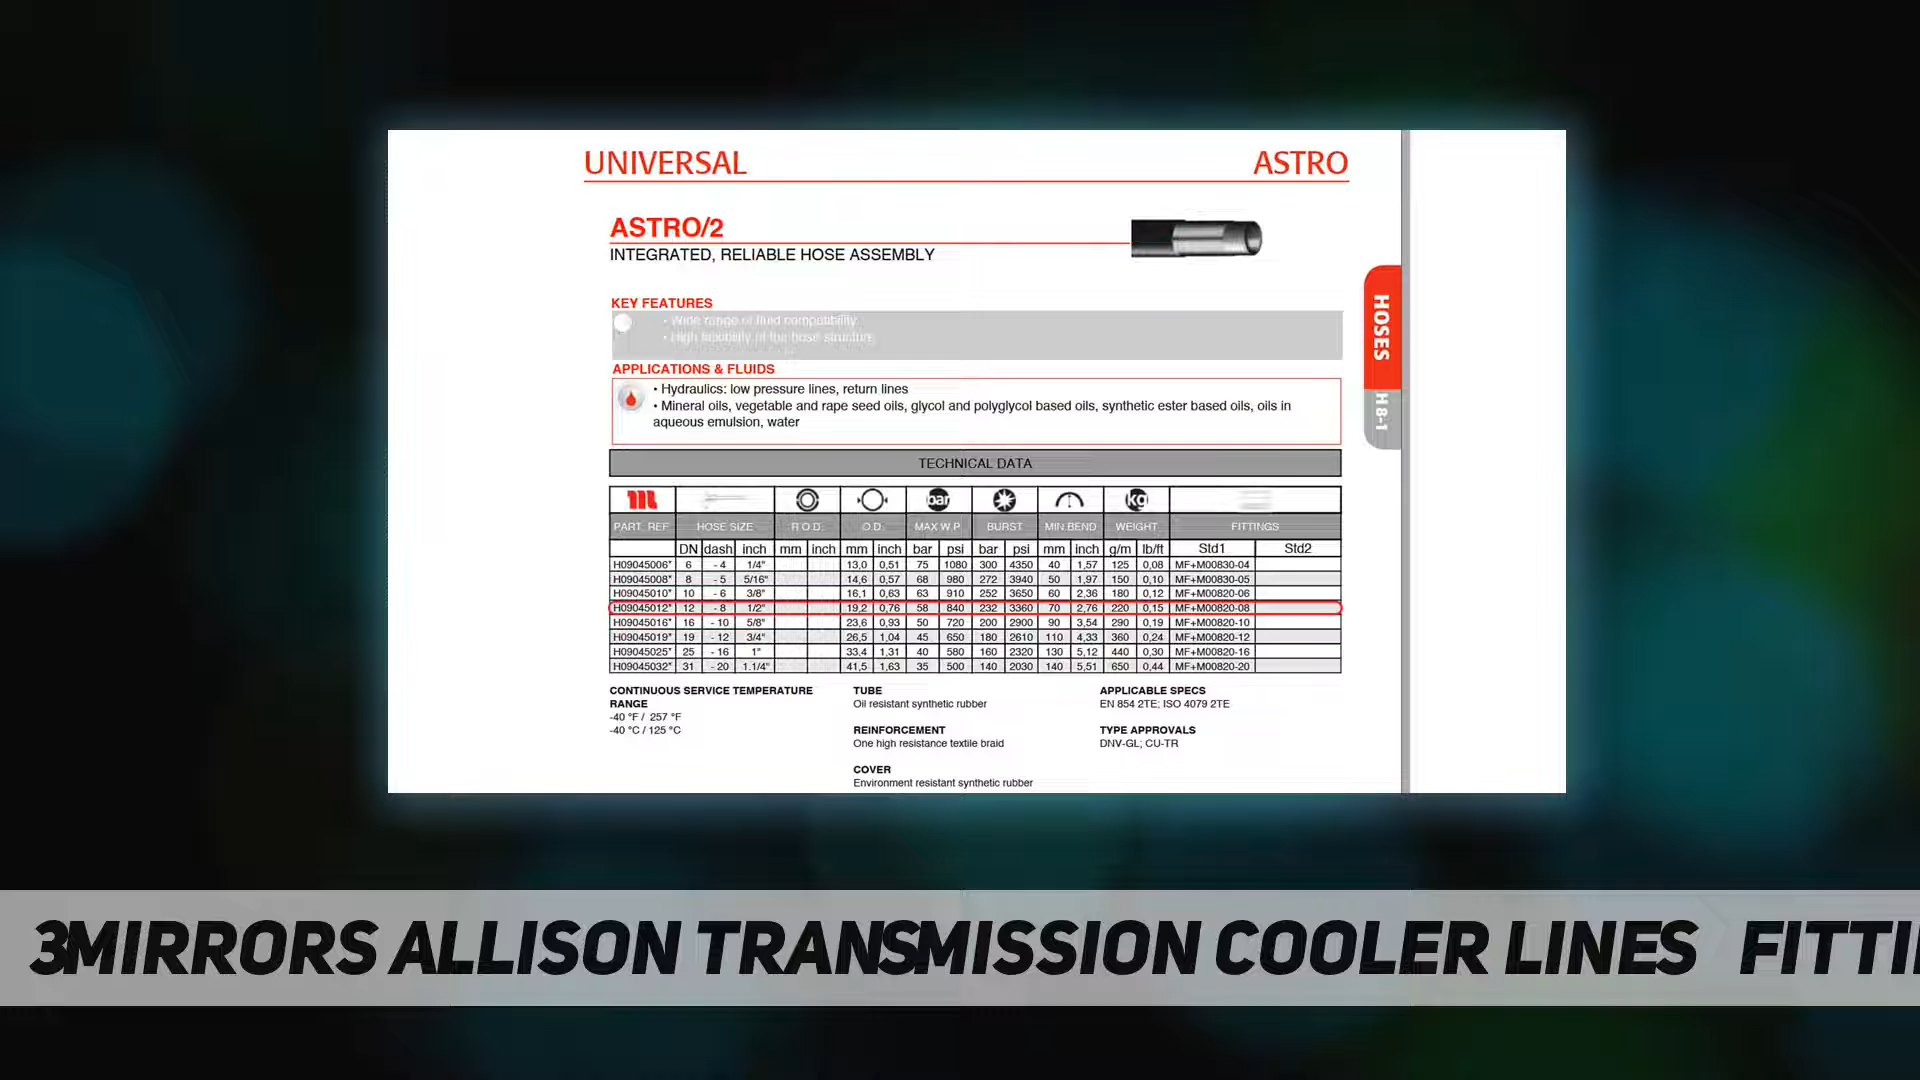 UNIVERSAL ASTRO
ASTRO/2
INTEGRATED, RELIABLE HOSE ASSEMBLY
KEY FEATURES
• Wide range of fluid compatibility
• High flexibility of the hose structure
APPLICATIONS & FLUIDS
• Hydraulics: low pressure lines, return lines
• Mineral oils, vegetable and rape seed oils, glycol and polyglycol based oils, synthetic ester based oils, oils in
aqueous emulsion, water
HOSES
H 8-1
TECHNICAL DATA
bar kg
PART. REF. HOSE SIZE R.O.D. O.D. MAX W.P. BURST MIN.BEND WEIGHT FITTINGS
DN dash inch mm inch mm inch bar psi bar psi mm inch g/m lb/ft Std1 Std2
H09045006* 6 - 4 1/4" 13,0 0,51 75 1080 300 4350 40 1,57 125 0,08 MF+M00830-04
H09045008* 8 - 5 5/16" 14,6 0,57 68 980 272 3940 50 1,97 150 0,10 MF+M00830-05
H09045010* 10 - 6 3/8" 16,1 0,63 63 910 252 3650 60 2,36 180 0,12 MF+M00820-06
H09045012* 12 - 8 1/2" 19,2 0,76 58 840 232 3360 70 2,76 220 0,15 MF+M00820-08
H09045016* 16 - 10 5/8" 23,6 0,93 50 720 200 2900 90 3,54 290 0,19 MF+M00820-10
H09045019* 19 - 12 3/4" 26,5 1,04 45 650 180 2610 110 4,33 360 0,24 MF+M00820-12
H09045025* 25 - 16 1" 33,4 1,31 40 580 160 2320 130 5,12 440 0,30 MF+M00820-16
H09045032* 31 - 20 1.1/4" 41,5 1,63 35 500 140 2030 140 5,51 650 0,44 MF+M00820-20
CONTINUOUS SERVICE TEMPERATURE
RANGE
-40 °F / 257 °F
-40 °C / 125 °C
TUBE
Oil resistant synthetic rubber
REINFORCEMENT
One high resistance textile braid
COVER
Environment resistant synthetic rubber
APPLICABLE SPECS
EN 854 2TE; ISO 4079 2TE
TYPE APPROVALS
DNV-GL; CU-TR
3MIRRORS ALLISON TRANSMISSION COOLER LINES FITTI